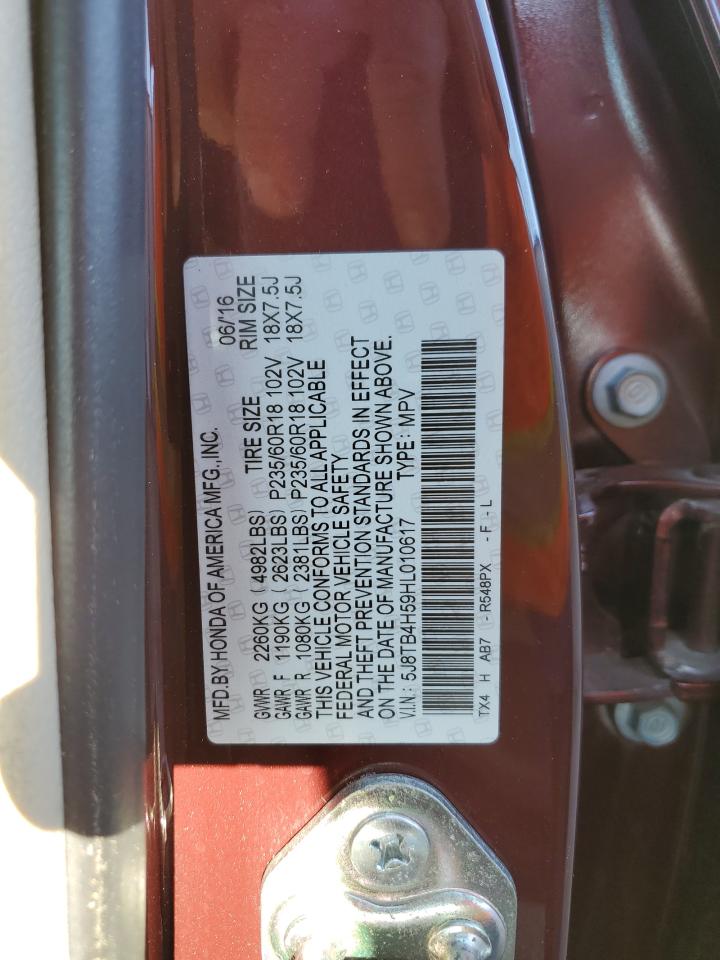 MFD.BY HONDA OF AMERICA MFG.,INC. 06/'16
GVWR 2260KG (4982LBS) TIRE SIZE RIM SIZE
GAWR F 1190KG (2623LBS) P235/60R18 102V 18X7.5J
GAWR R 1080KG (2381LBS) P235/60R18 102V 18X7.5J
THIS VEHICLE CONFORMS TO ALL APPLICABLE
FEDERAL MOTOR VEHICLE SAFETY
AND THEFT PREVENTION STANDARDS IN EFFECT
ON THE DATE OF MANUFACTURE SHOWN ABOVE.
V.I.N.: 5J8TB4H59HL010617 TYPE: MPV
TX4 H AB7 -R548PX -F -L